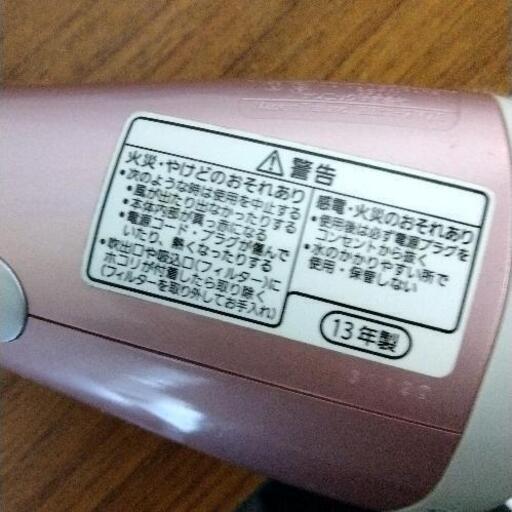 ⚠ 警告
火災・やけどのおそれあり
・次のような時は使用を中止する
・風が出たり出なかったりする
・本体内部が真っ赤になる
・電源コード・プラグが傷んで
いたり、熱くなったりする
・吹出口や吸込口(フィルター)に
ホコリが付着したら取り除く
(フィルターを取り外してお手入れ)
感電・火災のおそれあり
・使用後は必ず電源プラグを
コンセントから抜く
・水のかかりやすい所で
使用・保管しない
13年製